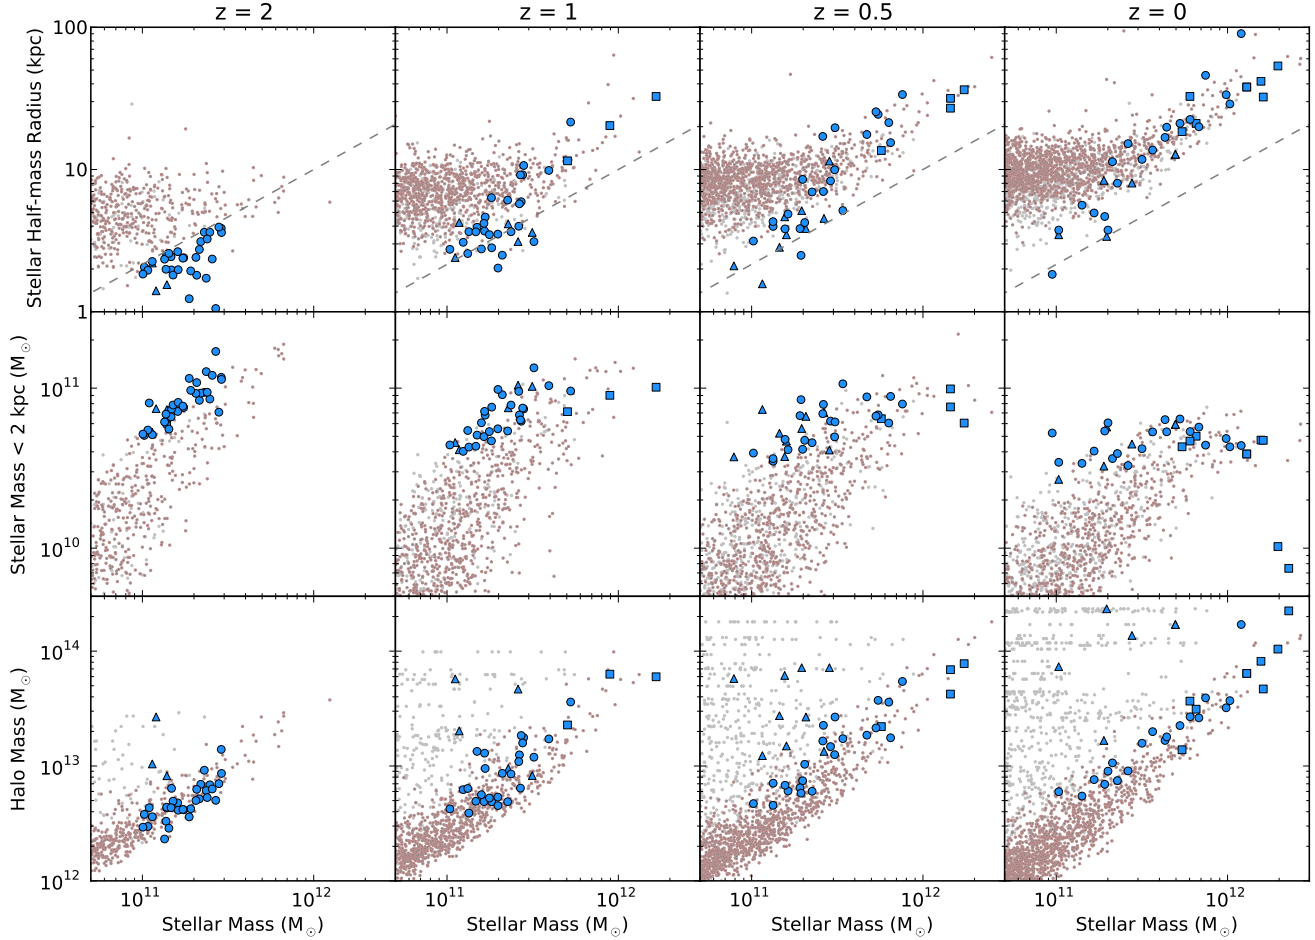 z = 2
z = 1
z = 0.5
z = 0
Stellar Half-mass Radius (kpc)
100
10
1
Stellar Mass < 2 kpc (M☉)
10¹¹
10¹⁰
Halo Mass (M☉)
10¹⁴
10¹³
10¹²
10¹¹ 10¹² 10¹¹ 10¹² 10¹¹ 10¹² 10¹¹ 10¹²
Stellar Mass (M☉) Stellar Mass (M☉) Stellar Mass (M☉) Stellar Mass (M☉)